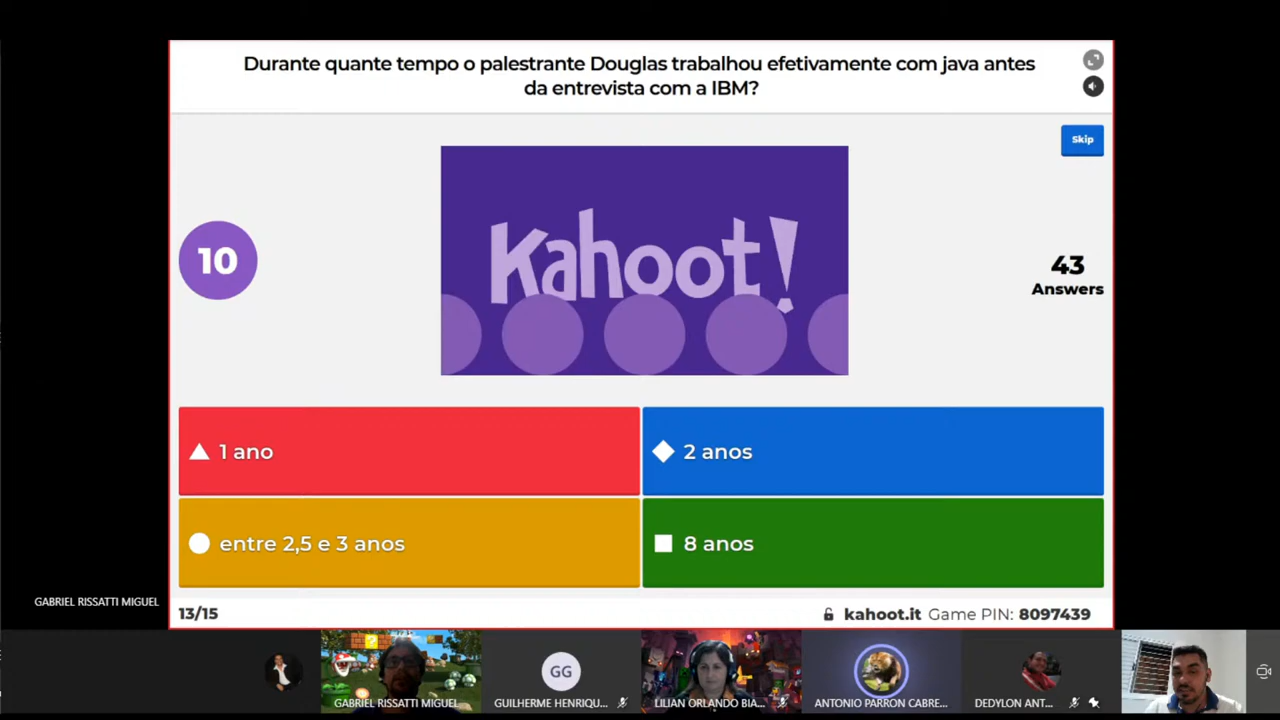 Durante quante tempo o palestrante Douglas trabalhou efetivamente com java antes
da entrevista com a IBM?
Skip
Kahoot!
10
43
Answers
1 ano
2 anos
entre 2,5 e 3 anos
8 anos
GABRIEL RISSATTI MIGUEL
13/15
kahoot.it Game PIN: 8097439
GG
GABRIEL RISSATTI MIGUEL
GUILHERME HENRIQU...
LILIAN ORLANDO BIA...
ANTONIO PARRON CABRE...
DEDYLON ANT...